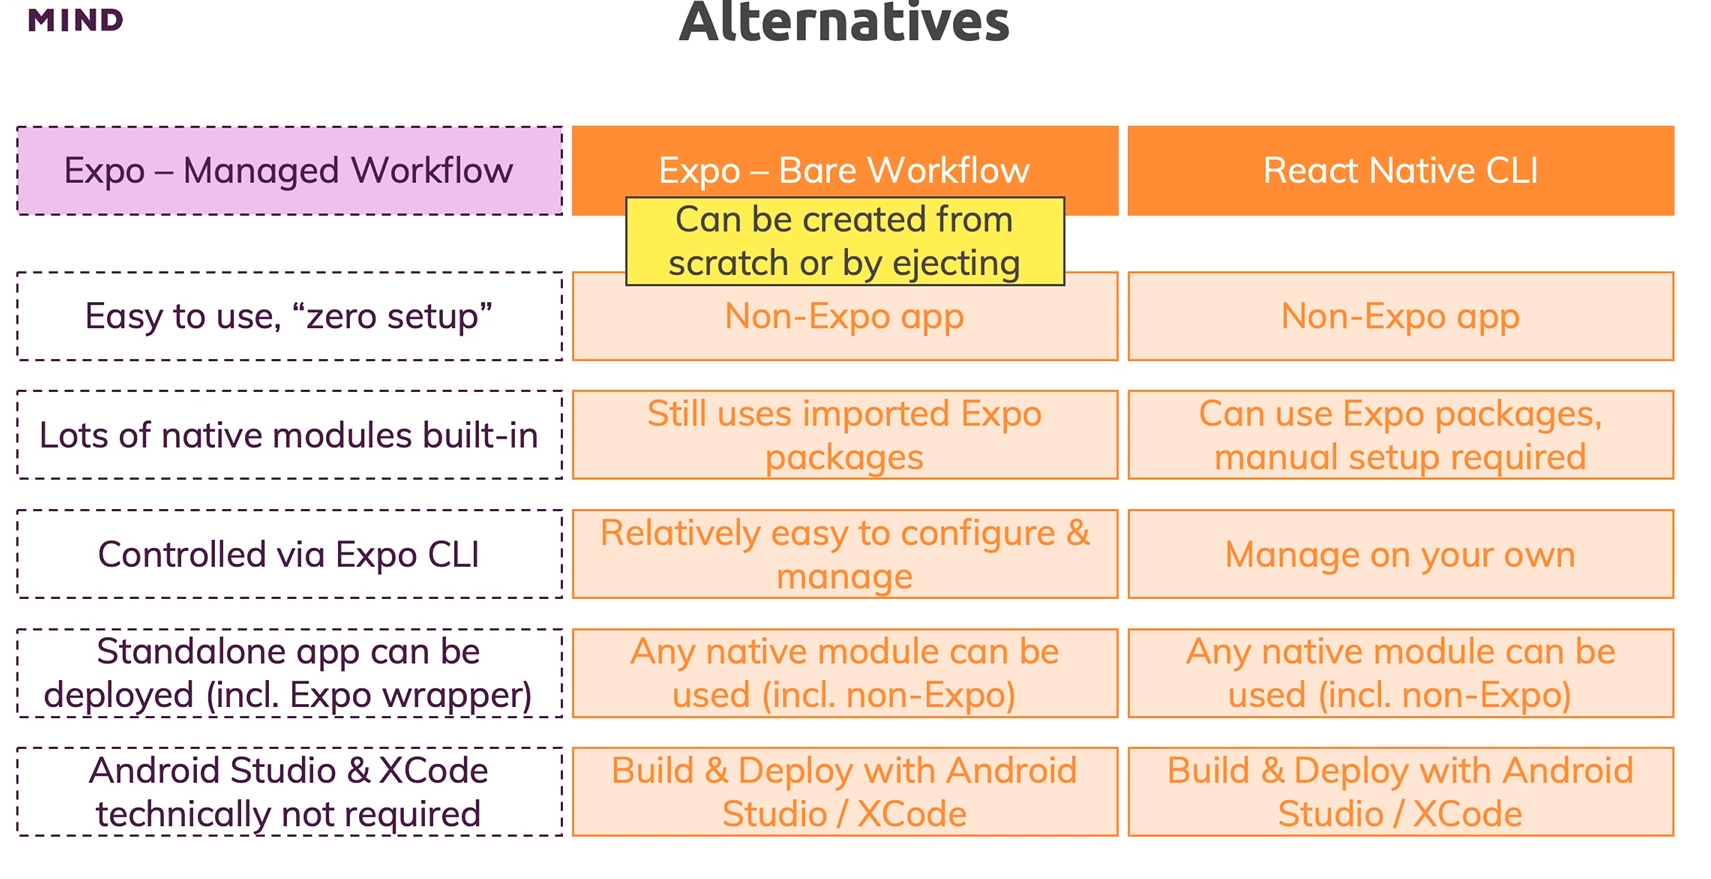 MIND
Alternatives
Expo – Managed Workflow
Expo – Bare Workflow
React Native CLI
Can be created from
scratch or by ejecting
Easy to use, “zero setup”
Non-Expo app
Non-Expo app
Lots of native modules built-in
Still uses imported Expo
packages
Can use Expo packages,
manual setup required
Controlled via Expo CLI
Relatively easy to configure &
manage
Manage on your own
Standalone app can be
deployed (incl. Expo wrapper)
Any native module can be
used (incl. non-Expo)
Any native module can be
used (incl. non-Expo)
Android Studio & XCode
technically not required
Build & Deploy with Android
Studio / XCode
Build & Deploy with Android
Studio / XCode